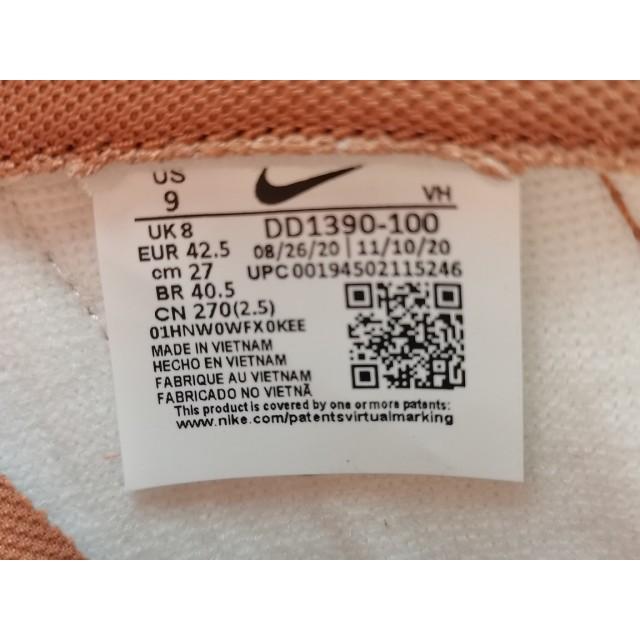 US
9
VH
UK 8
DD1390-100
EUR 42.5
08/26/20 | 11/10/20
cm 27
UPC00194502115246
BR 40.5
CN 270(2.5)
01HNW0WFX0KEE
MADE IN VIETNAM
HECHO EN VIETNAM
FABRIQUE AU VIETNAM
FABRICADO NO VIETNÃ
This product is covered by one or more patents:
www.nike.com/patentsvirtualmarking